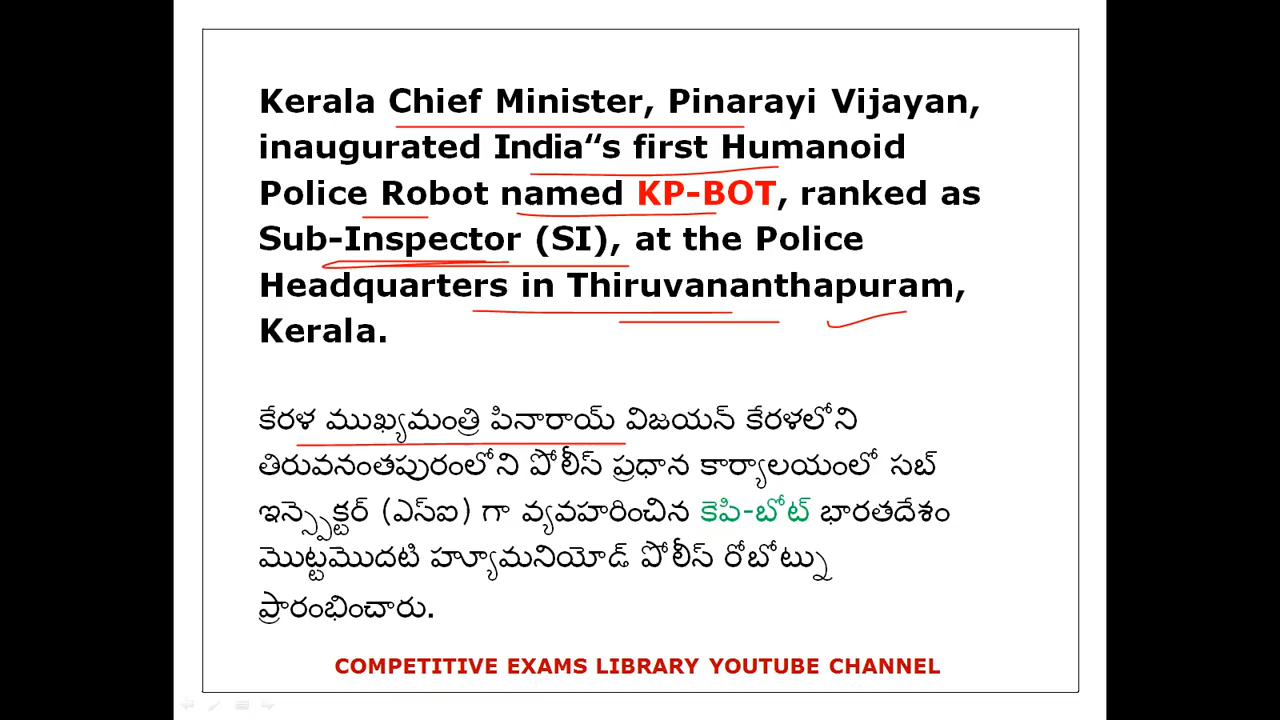 Kerala Chief Minister, Pinarayi Vijayan,
inaugurated India“s first Humanoid
Police Robot named KP-BOT, ranked as
Sub-Inspector (SI), at the Police
Headquarters in Thiruvananthapuram,
Kerala.
కేరళ ముఖ్యమంత్రి పినారాయ్ విజయన్ కేరళలోని
తిరువనంతపురంలోని పోలీస్ ప్రధాన కార్యాలయంలో సబ్
ఇన్స్పెక్టర్ (ఎస్ఐ) గా వ్యవహరించిన కెపి-బోట్ భారతదేశం
మొట్టమొదటి హ్యూమనియోడ్ పోలీస్ రోబోట్ను
ప్రారంభించారు.
COMPETITIVE EXAMS LIBRARY YOUTUBE CHANNEL